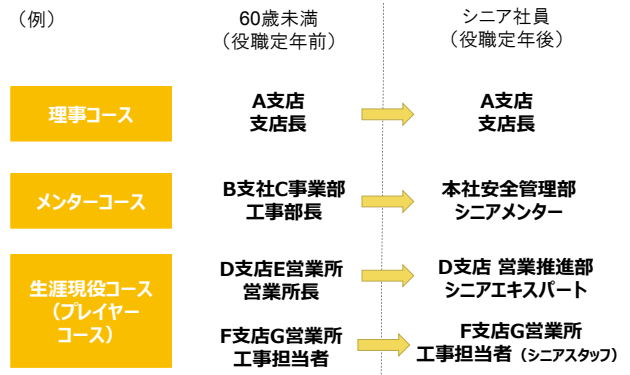 （例）
60歳未満
（役職定年前）
シニア社員
（役職定年後）
理事コース
A支店
支店長
A支店
支店長
メンターコース
B支社C事業部
工事部長
本社安全管理部
シニアメンター
生涯現役コース
（プレイヤー
コース）
D支店E営業所
営業所長
D支店 営業推進部
シニアエキスパート
F支店G営業所
工事担当者
F支店G営業所
工事担当者（シニアスタッフ）